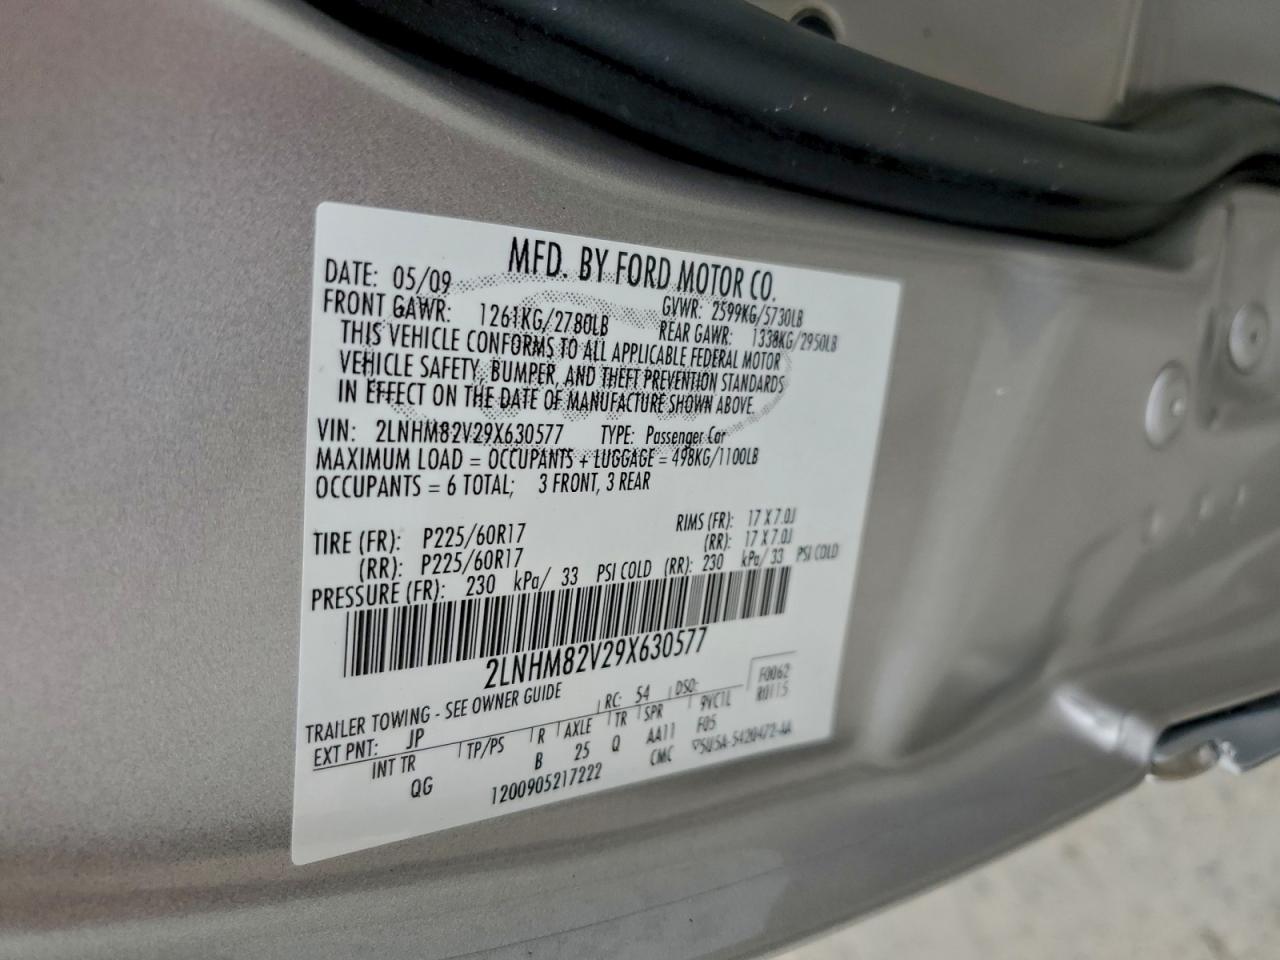 MFD. BY FORD MOTOR CO.
DATE: 05/09 GVWR: 2599KG/5730LB
FRONT GAWR: 1261KG/2780LB REAR GAWR: 1338KG/2950LB
THIS VEHICLE CONFORMS TO ALL APPLICABLE FEDERAL MOTOR
VEHICLE SAFETY, BUMPER, AND THEFT PREVENTION STANDARDS
IN EFFECT ON THE DATE OF MANUFACTURE SHOWN ABOVE.
VIN: 2LNHM82V29X630577 TYPE: Passenger Car
MAXIMUM LOAD = OCCUPANTS + LUGGAGE = 498KG/1100LB
OCCUPANTS = 6 TOTAL; 3 FRONT, 3 REAR
TIRE (FR): P225/60R17 RIMS (FR): 17 X 7.0J
(RR): P225/60R17 (RR): 17 X 7.0J
PRESSURE (FR): 230 kPa/ 33 PSI COLD (RR): 230 kPa/ 33 PSI COLD
2LNHM82V29X630577
TRAILER TOWING - SEE OWNER GUIDE RC: 54 DSO: F0062
EXT PNT: JP R0115
INT TR TP/PS R AXLE TR SPR 9VC1L
QG B 25 Q AA11 F05
1200905217222 CMC 5U5A-5420472-AA